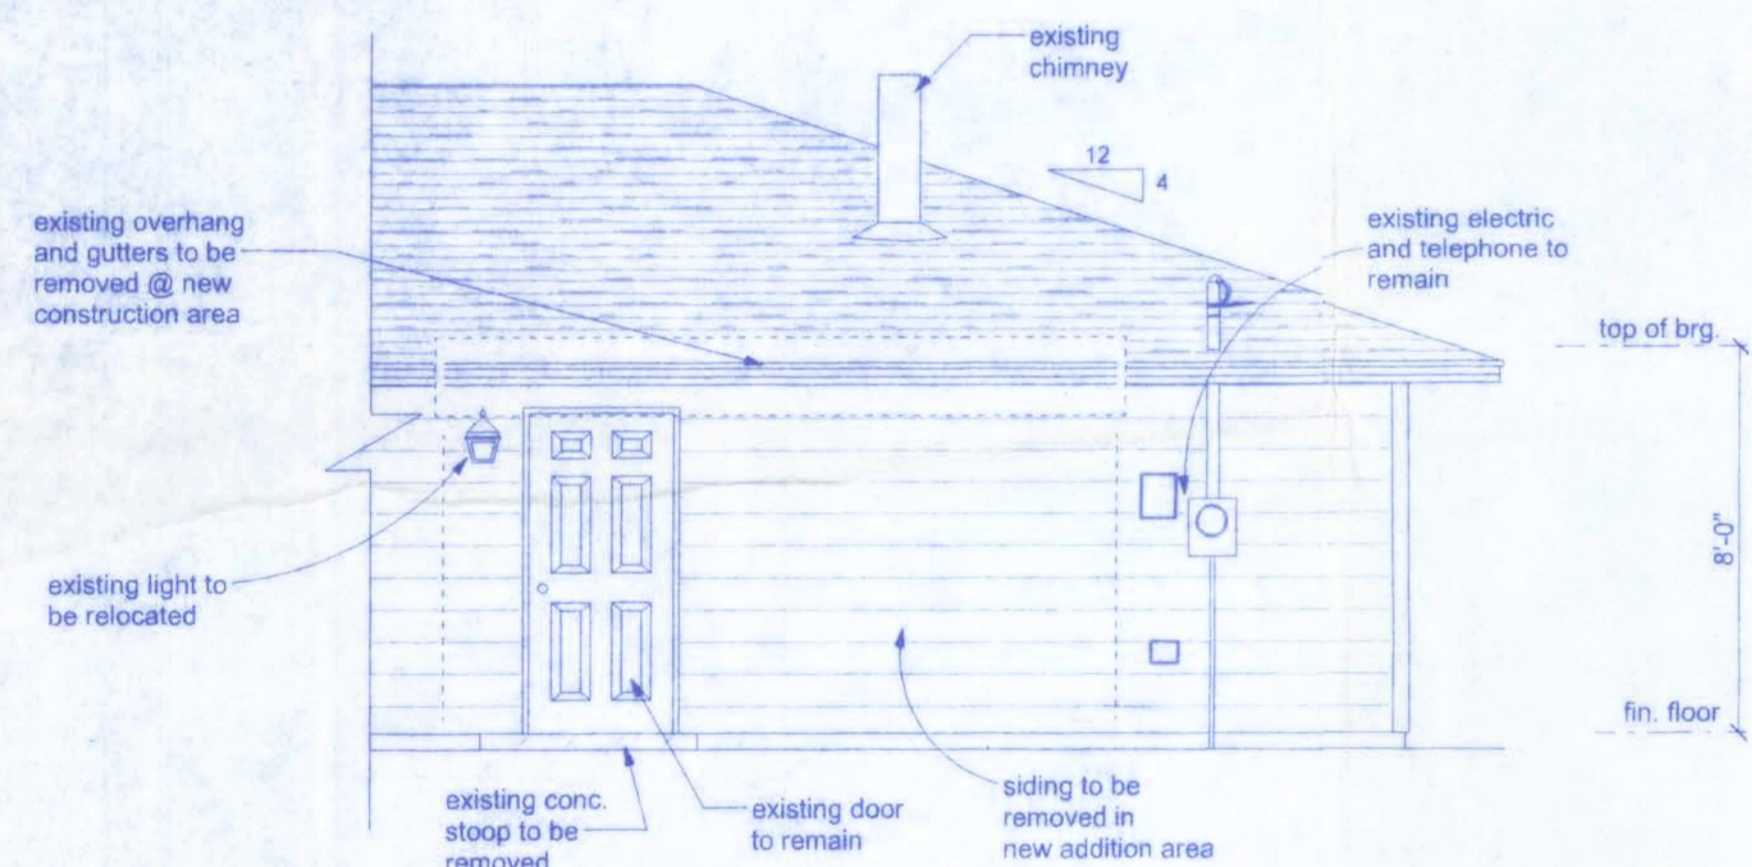 existing
chimney
12
4
existing overhang
and gutters to be
removed @ new
construction area
existing electric
and telephone to
remain
top of brg.
8'-0"
existing light to
be relocated
fin. floor
existing conc.
stoop to be
removed
existing door
to remain
siding to be
removed in
new addition area